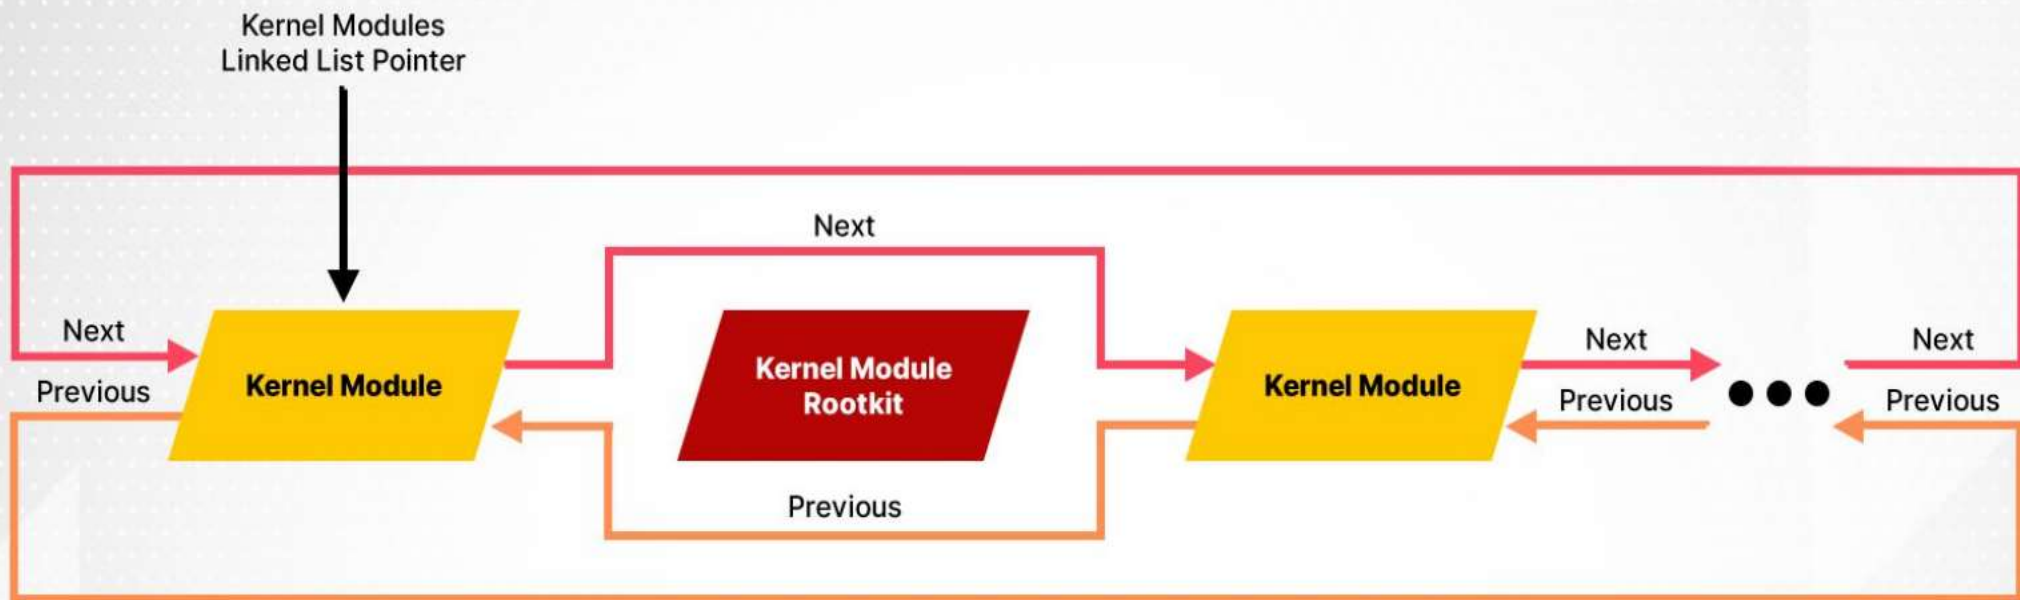 Kernel Modules
Linked List Pointer
Next
Next
Next
Next
Previous
Kernel Module
Kernel Module
Rootkit
Kernel Module
Previous
Previous
Previous